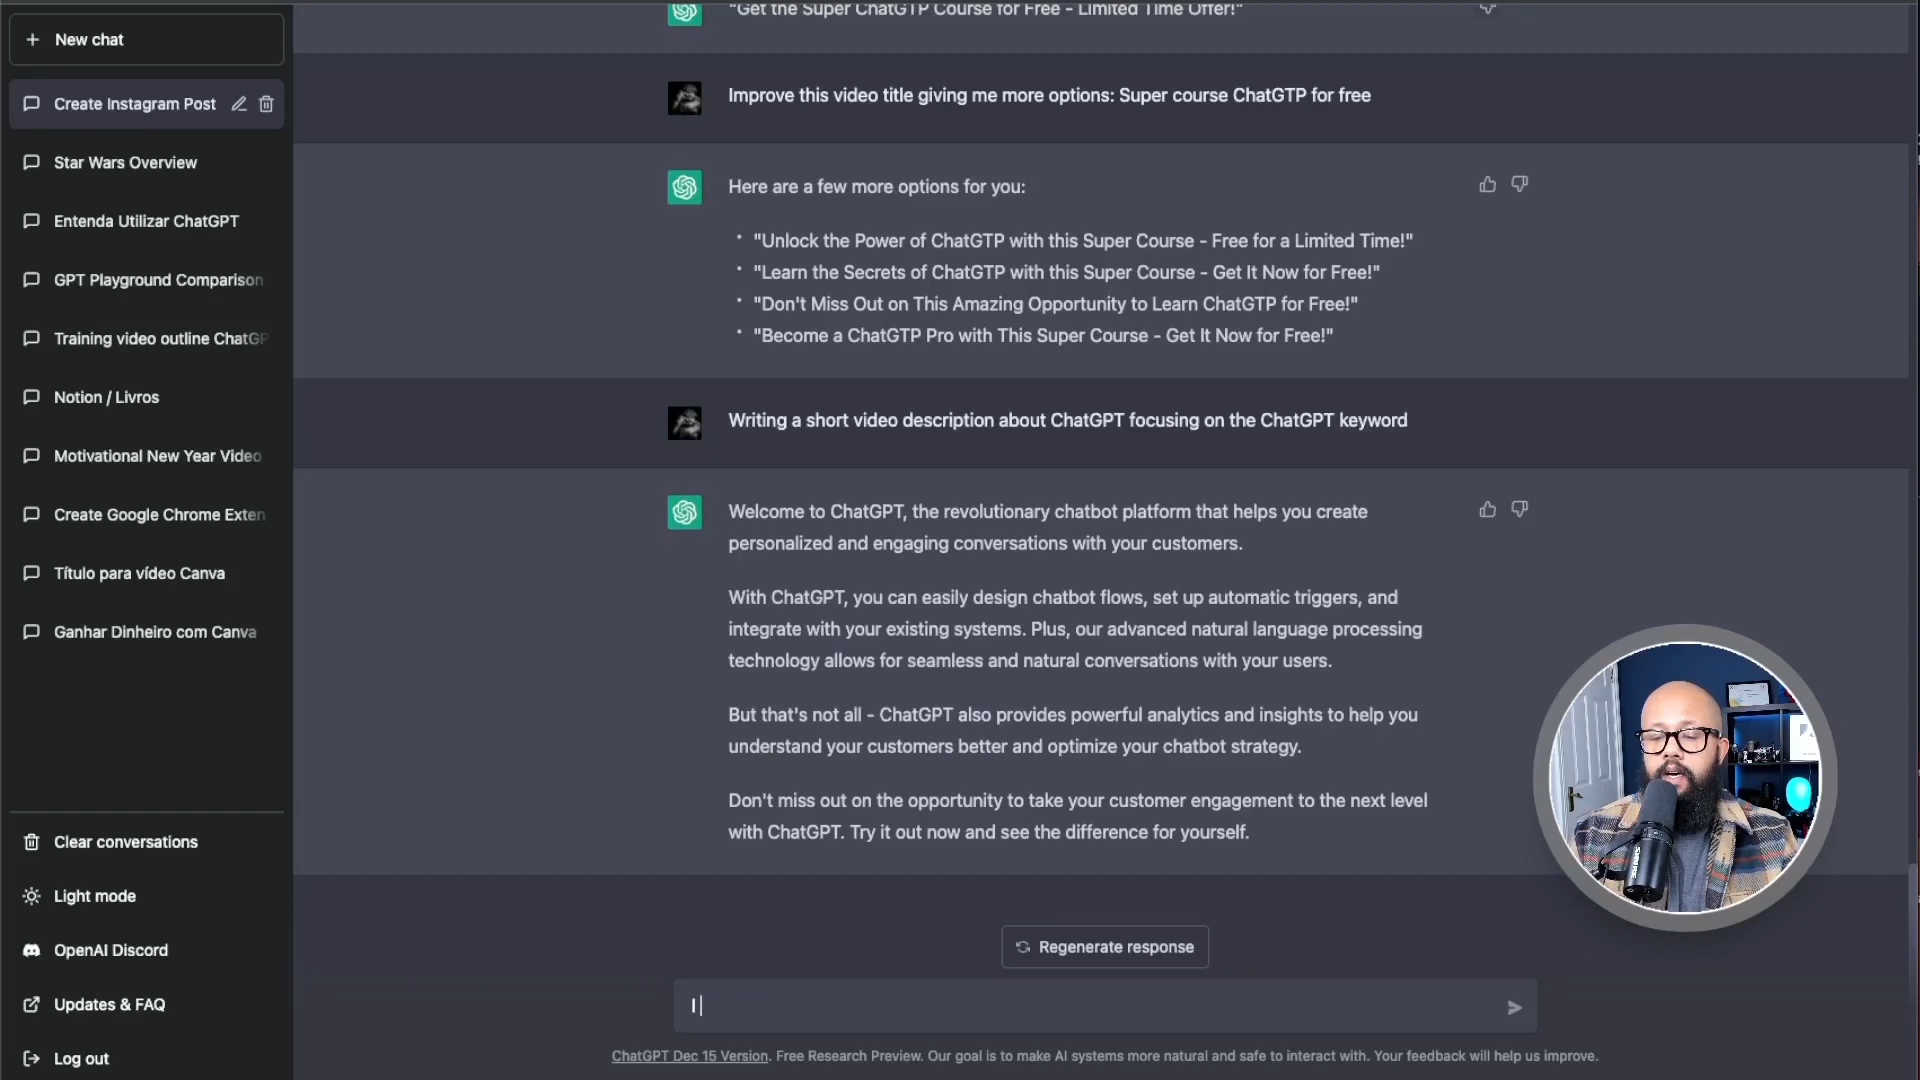 New chat
Create Instagram Post
Star Wars Overview
Entenda Utilizar ChatGPT
GPT Playground Comparison
Training video outline ChatGP
Notion / Livros
Motivational New Year Video
Create Google Chrome Exten
Título para vídeo Canva
Ganhar Dinheiro com Canva
Clear conversations
Light mode
OpenAI Discord
Updates & FAQ
Log out
"Get the Super ChatGTP Course for Free - Limited Time Offer!"
Improve this video title giving me more options: Super course ChatGTP for free
Here are a few more options for you:
• "Unlock the Power of ChatGTP with this Super Course - Free for a Limited Time!"
• "Learn the Secrets of ChatGTP with this Super Course - Get It Now for Free!"
• "Don't Miss Out on This Amazing Opportunity to Learn ChatGTP for Free!"
• "Become a ChatGTP Pro with This Super Course - Get It Now for Free!"
Writing a short video description about ChatGPT focusing on the ChatGPT keyword
Welcome to ChatGPT, the revolutionary chatbot platform that helps you create
personalized and engaging conversations with your customers.
With ChatGPT, you can easily design chatbot flows, set up automatic triggers, and
integrate with your existing systems. Plus, our advanced natural language processing
technology allows for seamless and natural conversations with your users.
But that's not all - ChatGPT also provides powerful analytics and insights to help you
understand your customers better and optimize your chatbot strategy.
Don't miss out on the opportunity to take your customer engagement to the next level
with ChatGPT. Try it out now and see the difference for yourself.
Regenerate response
I
ChatGPT Dec 15 Version. Free Research Preview. Our goal is to make AI systems more natural and safe to interact with. Your feedback will help us improve.